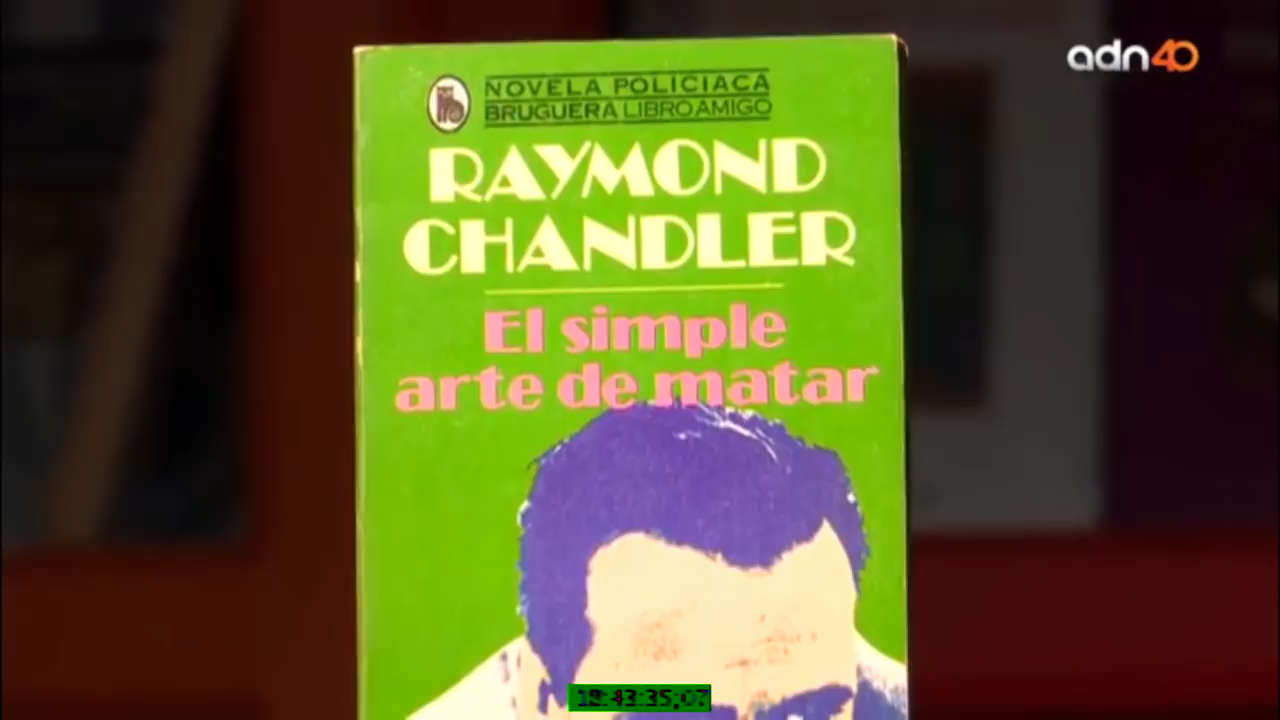 adn40
NOVELA POLICIACA
BRUGUERA LIBRO AMIGO
RAYMOND
CHANDLER
El simple
arte de matar